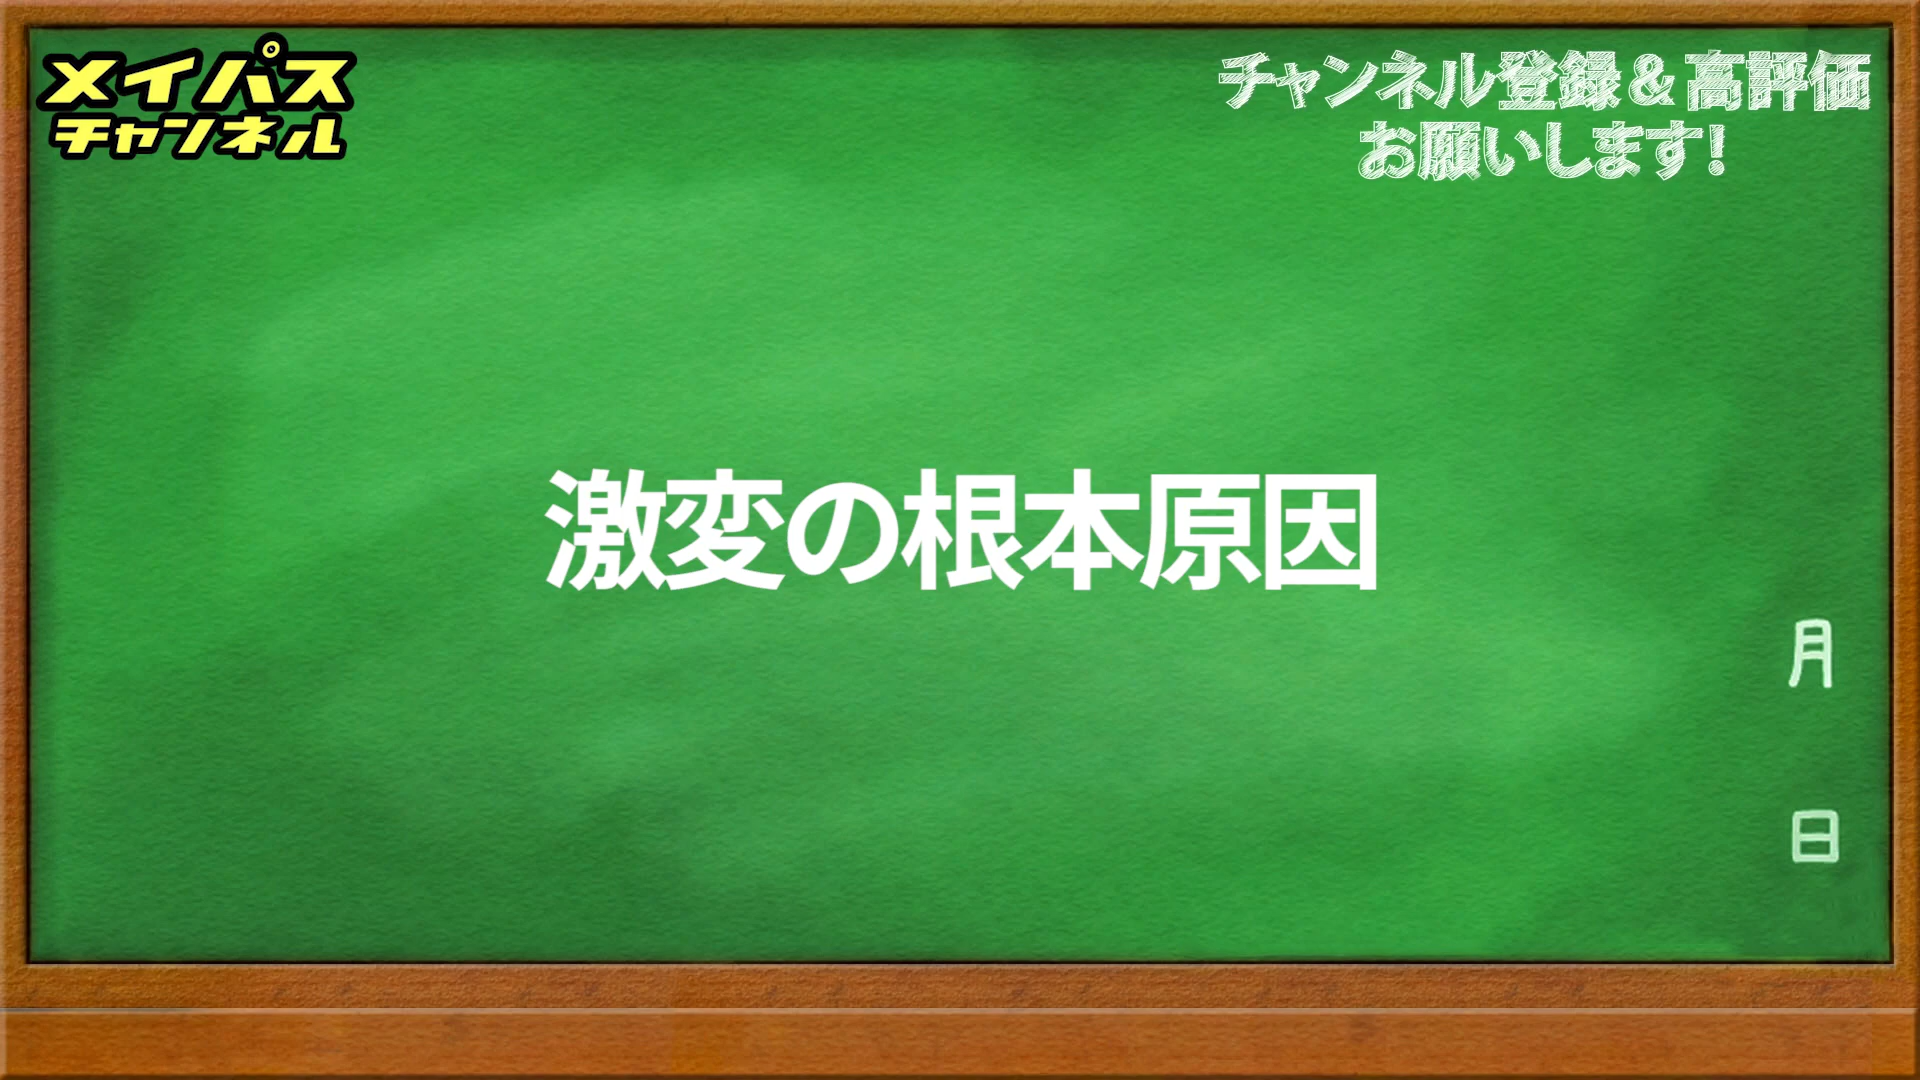 メイパス
チャンネル
チャンネル登録&高評価
お願いします!
激変の根本原因
月
日